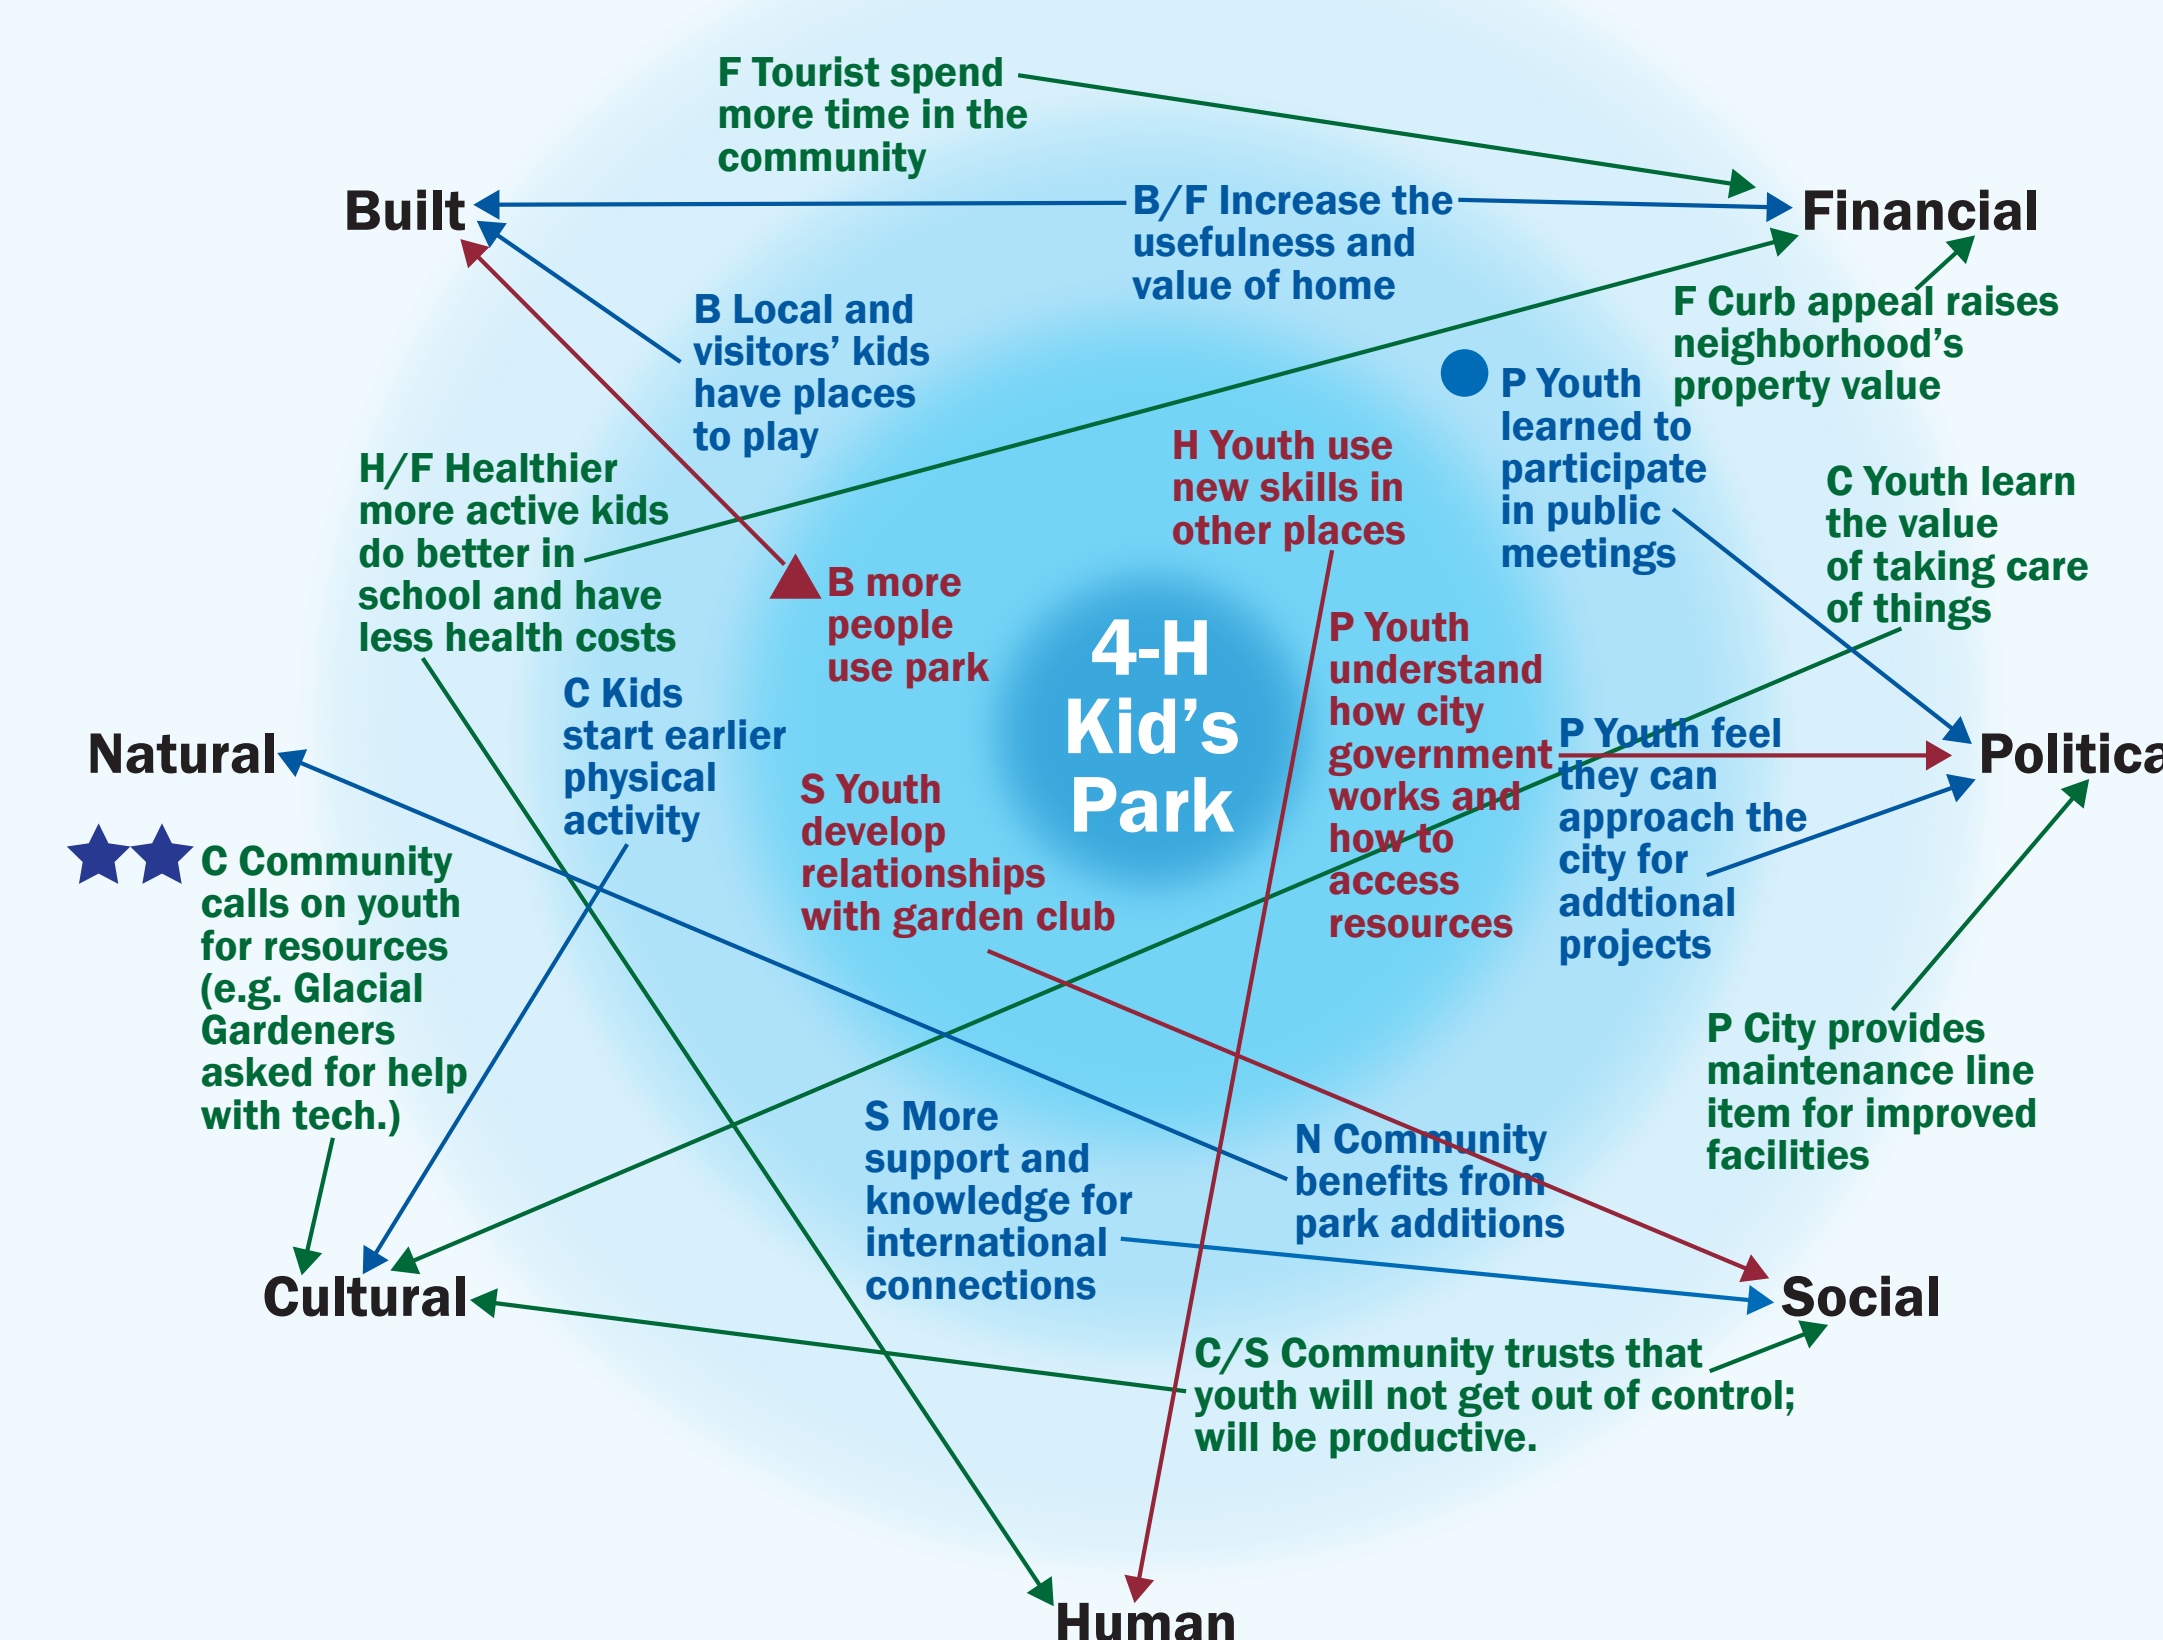 F Tourist spend
more time in the
community
Built
B/F Increase the
usefulness and
value of home
Financial
B Local and
visitors’ kids
have places
to play
F Curb appeal raises
neighborhood’s
property value
P Youth
learned to
participate
in public
meetings
H/F Healthier
more active kids
do better in
school and have
less health costs
H Youth use
new skills in
other places
C Youth learn
the value
of taking care
of things
B more
people
use park
4-H
Kid’s
Park
P Youth
understand
how city
government
works and
how to
access
resources
C Kids
start earlier
physical
activity
P Youth feel
they can
approach the
city for
addtional
projects
Natural
Politica
S Youth
develop
relationships
with garden club
C Community
calls on youth
for resources
(e.g. Glacial
Gardeners
asked for help
with tech.)
P City provides
maintenance line
item for improved
facilities
S More
support and
knowledge for
international
connections
N Community
benefits from
park additions
Cultural
Social
C/S Community trusts that
youth will not get out of control;
will be productive.
Human